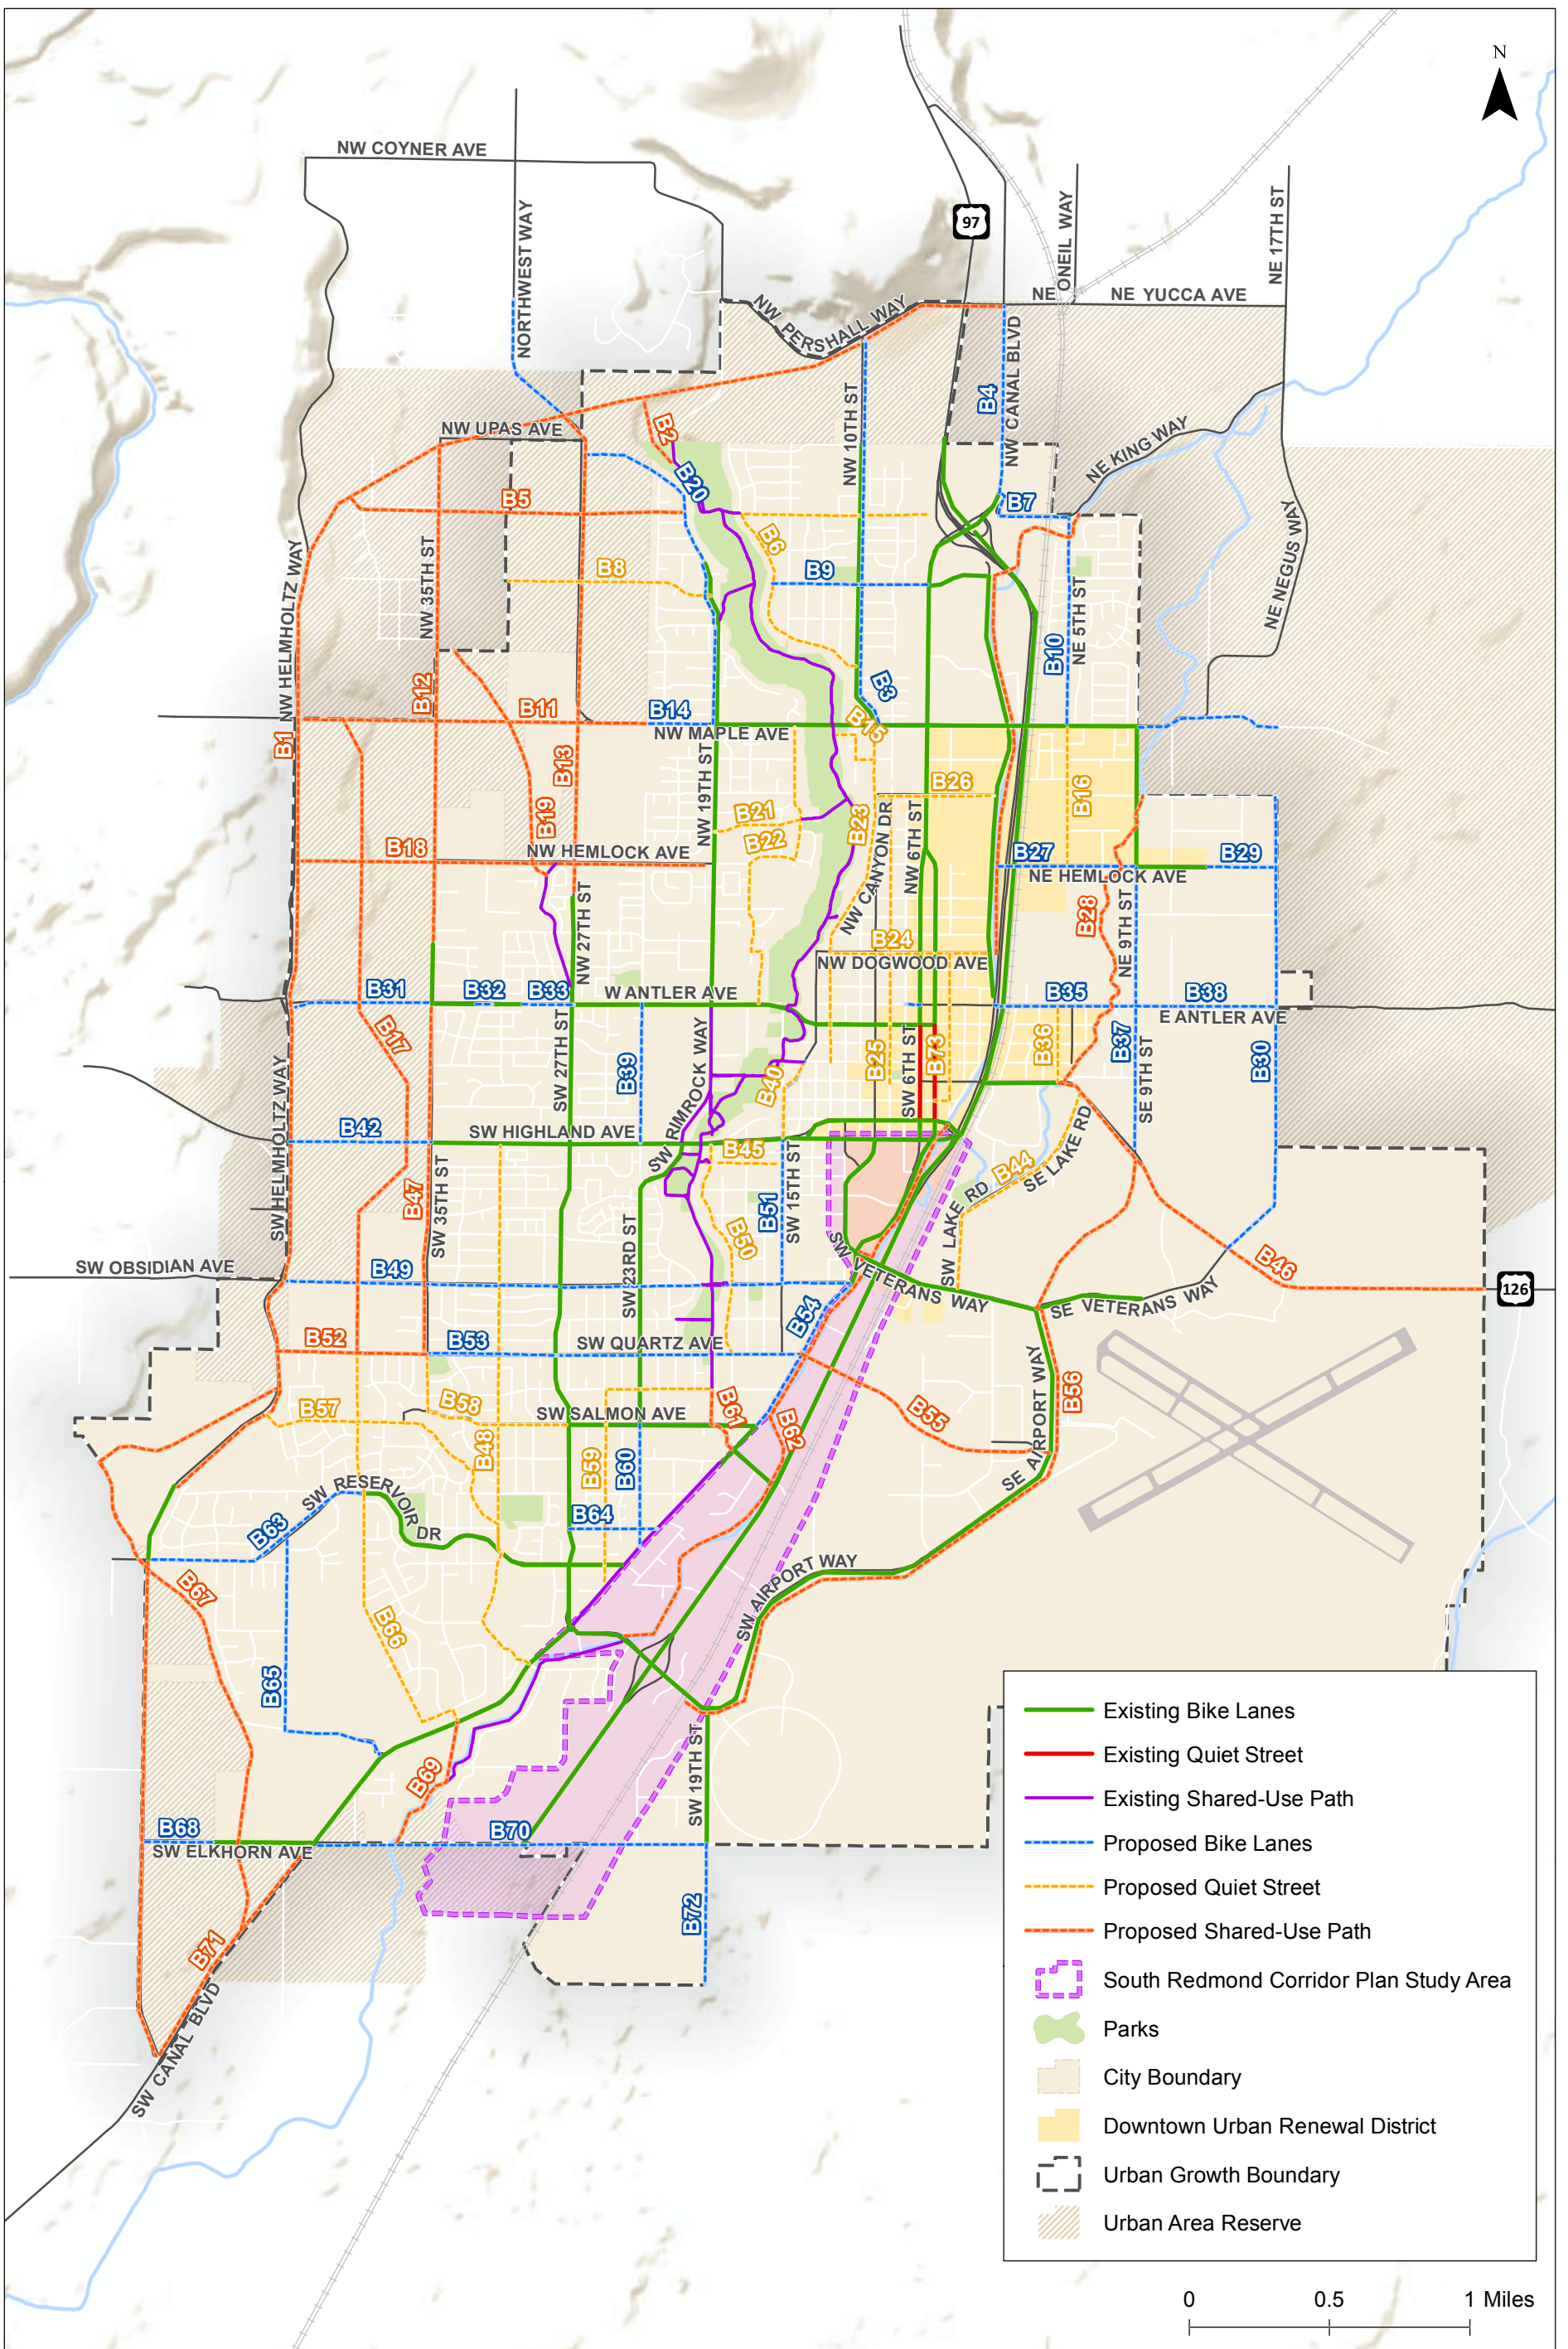 N
NW COYNER AVE
97
NORTHWEST WAY
ONEIL WAY
NE 17TH ST
NE
NE YUCCA AVE
NW PERSHALL WAY
NW CANAL BLVD
B4
NW 10TH ST
B2
NW UPAS AVE
NE KING WAY
B20
B5
B7
B6
NE NEGUS WAY
NW HELMHOLTZ WAY
NW 35TH ST
B8
B9
NE 5TH ST
B10
B12
B3
B11
B14
B15
NW MAPLE AVE
B1
B13
NW 19TH ST
B26
B16
B19
B21
B23
NW CANYON DR
NW 6TH ST
B22
B18
NW HEMLOCK AVE
B27
B29
NE HEMLOCK AVE
NW 27TH ST
B28
NE 9TH ST
B24
NW DOGWOOD AVE
B31
B32
B33
W ANTLER AVE
B35
B38
E ANTLER AVE
B17
SW 27TH ST
B39
SW RIMROCK WAY
B40
B25
SW 6TH ST
B73
B36
B37
SE 9TH ST
B30
SW HELMHOLTZ WAY
B42
SW HIGHLAND AVE
B45
B44
SE LAKE RD
B47
SW 35TH ST
B51
SW 15TH ST
SW LAKE RD
B50
SW 23RD ST
SW OBSIDIAN AVE
B49
SW VETERANS WAY
SE VETERANS WAY
B46
126
B54
B52
B53
SW QUARTZ AVE
SE AIRPORT WAY
B56
B57
B58
SW SALMON AVE
B61
B62
B55
B48
B59
B60
SW RESERVOIR DR
B63
B64
SW AIRPORT WAY
B67
B66
B65
B69
SW 19TH ST
B68
SW ELKHORN AVE
B70
B72
B71
SW CANAL BLVD
Existing Bike Lanes
Existing Quiet Street
Existing Shared-Use Path
Proposed Bike Lanes
Proposed Quiet Street
Proposed Shared-Use Path
South Redmond Corridor Plan Study Area
Parks
City Boundary
Downtown Urban Renewal District
Urban Growth Boundary
Urban Area Reserve
0 0.5 1 Miles